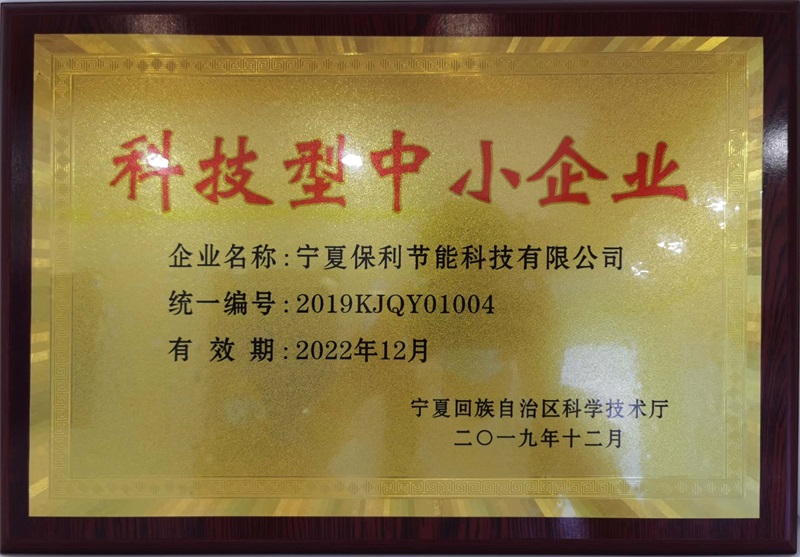 科技型中小企业
企业名称:宁夏保利节能科技有限公司
统一编号:2019KJQY01004
有 效 期:2022年12月
宁夏回族自治区科学技术厅
二〇一九年十二月